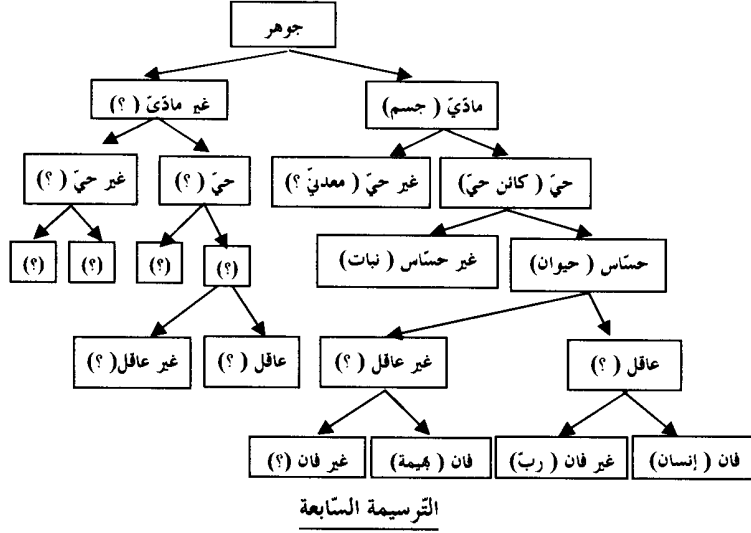 جوهر
مادّيّ ( جسم)
غير مادّيّ ( ؟)
حيّ ( كائن حيّ)
غير حيّ ( معدنيّ ؟)
حيّ ( ؟)
غير حيّ ( ؟)
حسّاس ( حيوان)
غير حسّاس ( نبات)
(؟)
(؟)
(؟)
(؟)
عاقل ( ؟)
غير عاقل ( ؟)
عاقل ( ؟)
غير عاقل( ؟)
فان ( إنسان)
غير فان ( ربّ)
فان ( بهيمة)
غير فان (؟)
التّرسيمة السّابعة